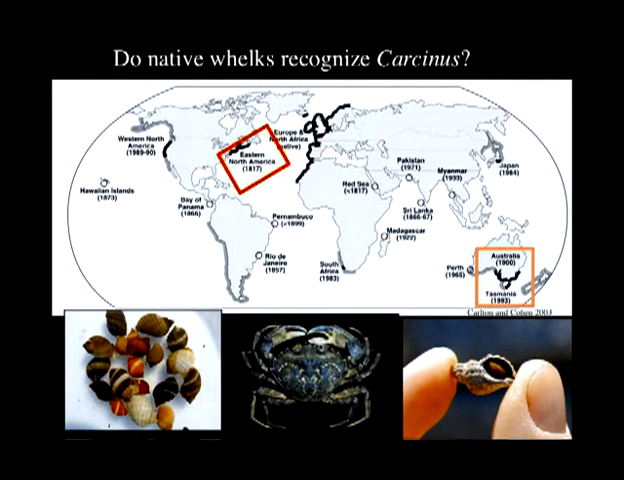 Do native whelks recognize Carcinus?
Western North
America
(1989-90)
Europe &
North Africa
(native)
Eastern
North America
(1817)
Hawaiian Islands
(1873)
Bay of
Panama
(1866)
Pernambuco
(<1899)
Rio de
Janeiro
(1857)
Red Sea
(<1817)
Pakistan
(1971)
Myanmar
(1933)
Japan
(1984)
Sri Lanka
(1866-67)
Madagascar
(1922)
South
Africa
(1983)
Perth
(1965)
Australia
(1900)
Tasmania
(1993)
Carlton and Cohen 2003